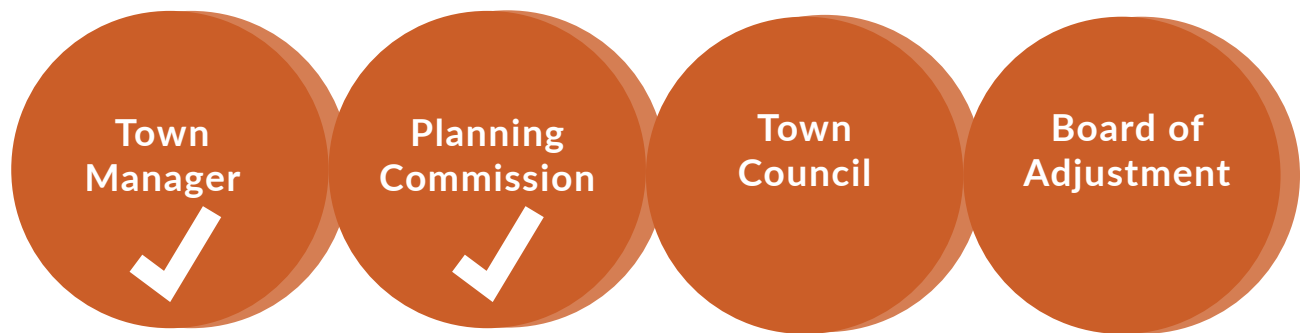 Town
Manager
Planning
Commission
Town
Council
Board of
Adjustment